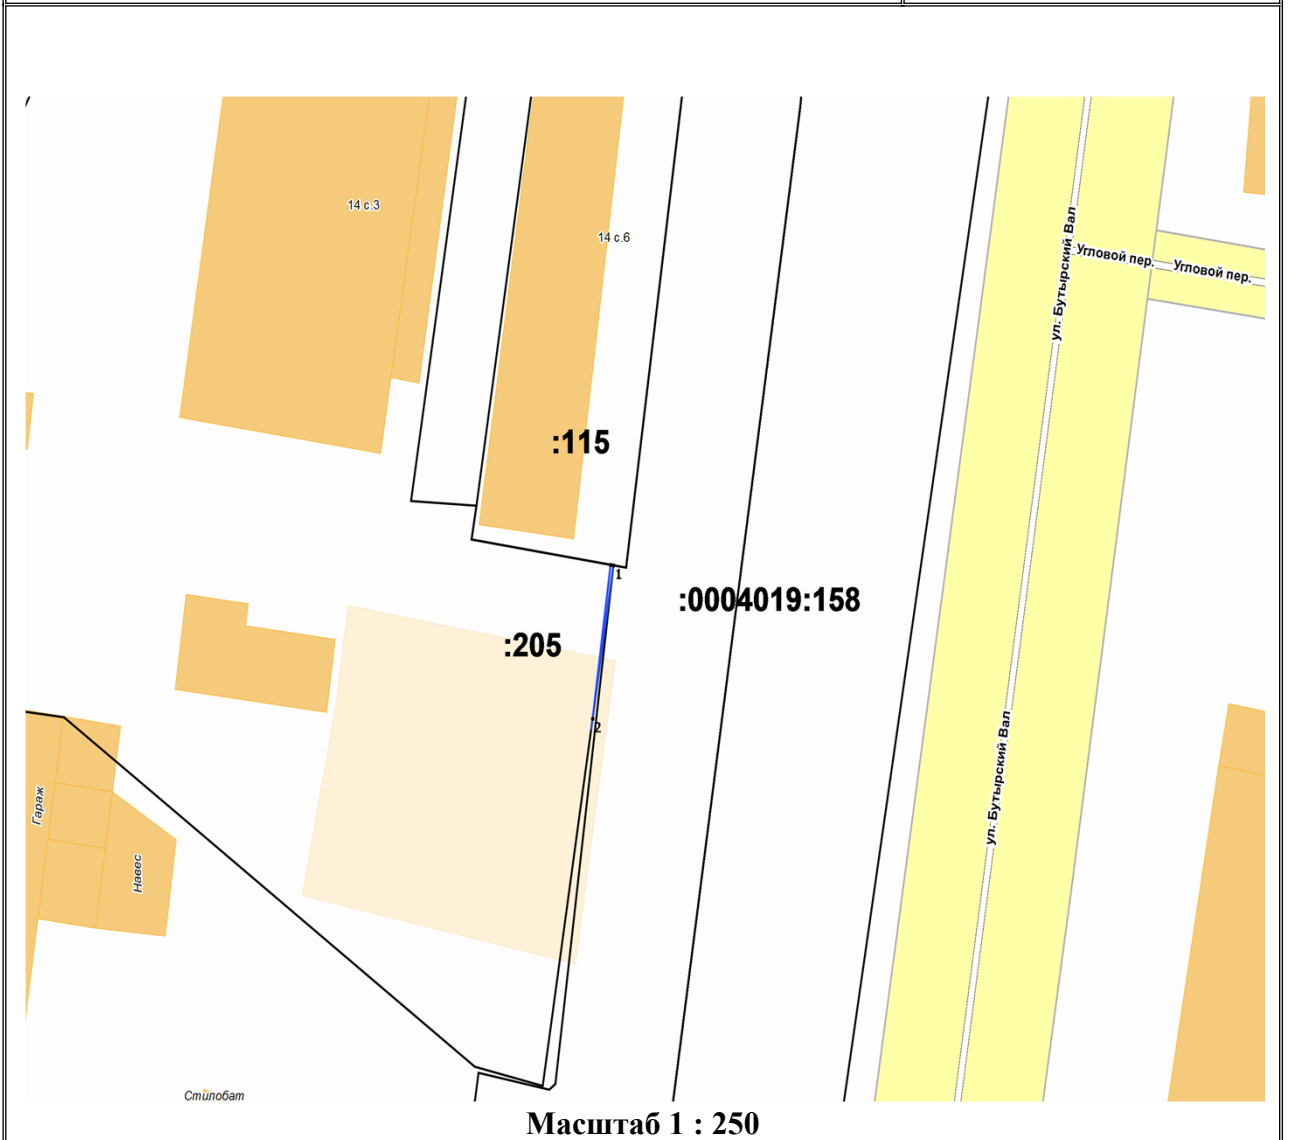 14 с.3
14 с.6
ул. Бутырский Вал
Угловой пер.
Угловой пер.
:115
1
:0004019:158
:205
2
ул. Бутырский Вал
Гараж
Навес
Стилобат
Масштаб 1 : 250